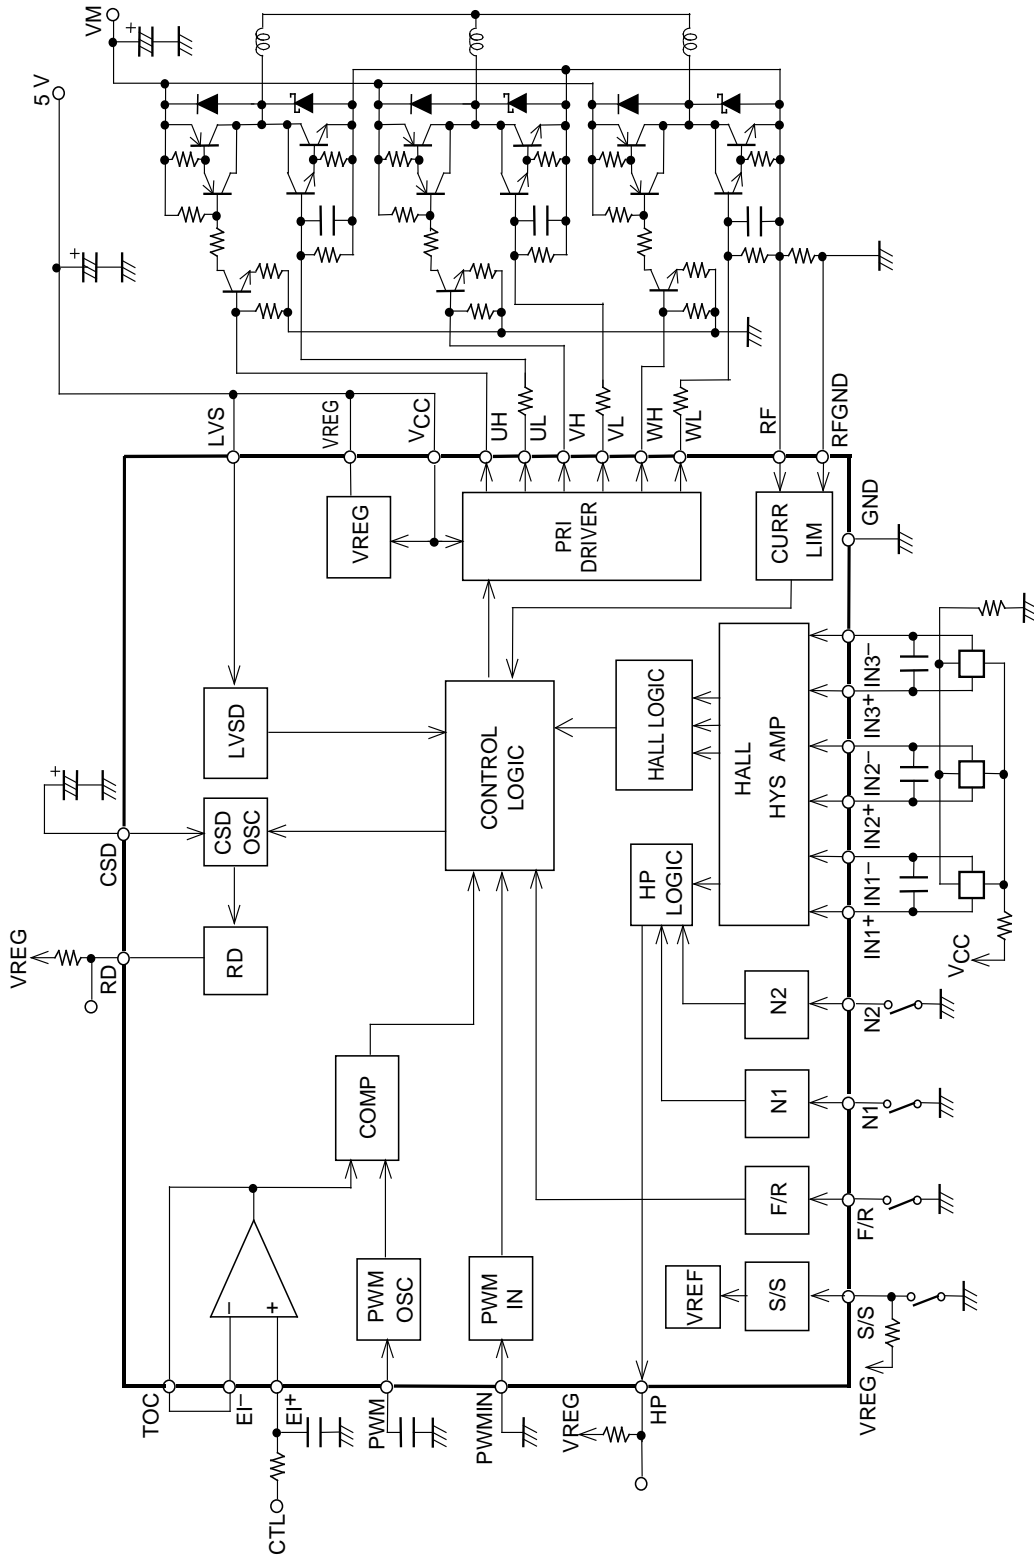 VM
+
5 V
+
LVS
VREG
VCC
UH
UL
VH
VL
WH
WL
RF
RFGND
VREG
PRI
DRIVER
CURR
LIM
GND
LVSD
CONTROL
LOGIC
HALL LOGIC
HALL
HYS AMP
IN3−
IN3+
IN2−
IN2+
IN1−
IN1+
VCC
+
CSD
CSD
OSC
HP
LOGIC
VREG
RD
RD
N2
N2
COMP
N1
N1
F/R
F/R
−
+
PWM
OSC
PWM
IN
VREF
S/S
S/S
VREG
TOC
EI−
EI+
PWM
PWMIN
VREG
HP
CTL